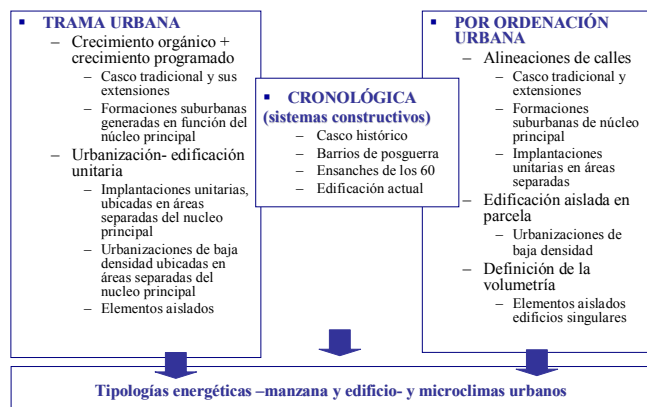 ▪ TRAMA URBANA
– Crecimiento orgánico +
crecimiento programado
– Casco tradicional y sus
extensiones
– Formaciones suburbanas
generadas en función del
núcleo principal
– Urbanización- edificación
unitaria
– Implantaciones unitarias,
ubicadas en áreas
separadas del nucleo
principal
– Urbanizaciones de baja
densidad ubicadas en
áreas separadas del
nucleo principal
– Elementos aislados
▪ CRONOLÓGICA
(sistemas constructivos)
– Casco histórico
– Barrios de posguerra
– Ensanches de los 60
– Edificación actual
▪ POR ORDENACIÓN
URBANA
– Alineaciones de calles
– Casco tradicional y
extensiones
– Formaciones
suburbanas de núcleo
principal
– Implantaciones
unitarias en áreas
separadas
– Edificación aislada en
parcela
– Urbanizaciones de
baja densidad
– Definición de la
volumetría
– Elementos aislados
edificios singulares
Tipologías energéticas –manzana y edificio- y microclimas urbanos